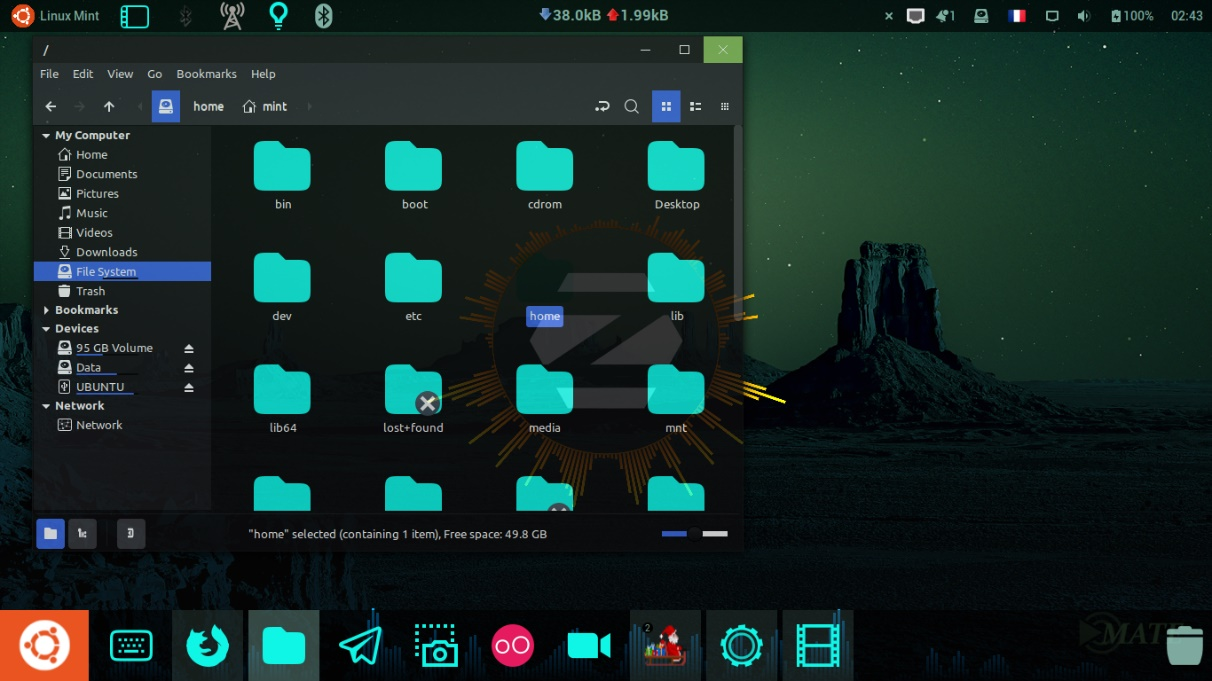 Linux Mint
38.0kB 1.99kB
1
100%
02:43
/
File Edit View Go Bookmarks Help
home mint
My Computer
Home
Documents
Pictures
Music
Videos
Downloads
File System
Trash
Bookmarks
Devices
95 GB Volume
Data
UBUNTU
Network
Network
bin boot cdrom Desktop
dev etc home lib
lib64 lost+found media mnt
"home" selected (containing 1 item), Free space: 49.8 GB
2